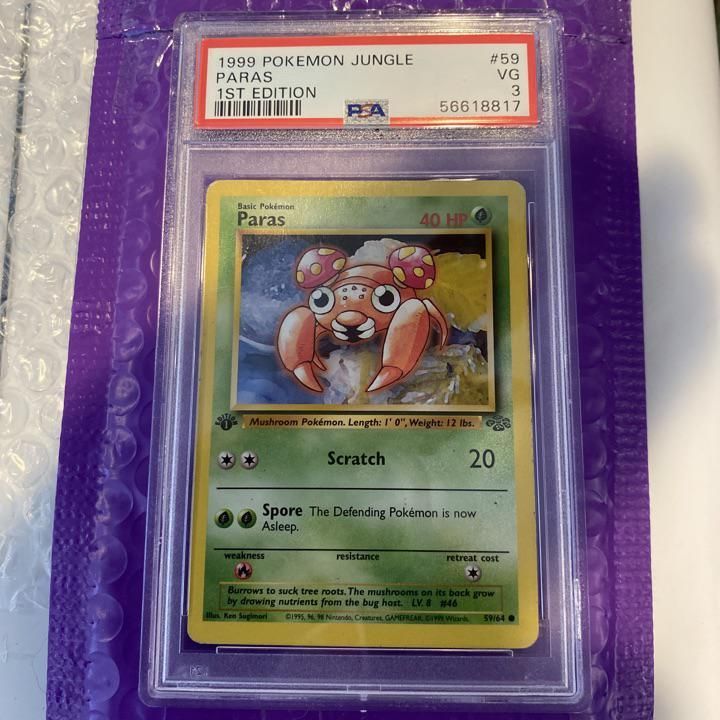 1999 POKEMON JUNGLE #59
PARAS VG
1ST EDITION 3
PSA 56618817
Basic Pokémon
Paras 40 HP
EDITION 1
Mushroom Pokémon. Length: 1' 0", Weight: 12 lbs.
Scratch 20
Spore The Defending Pokémon is now
Asleep.
weakness resistance retreat cost
Burrows to suck tree roots. The mushrooms on its back grow
by drawing nutrients from the bug host. LV. 8 #46
Illus. Ken Sugimori ©1995, 96, 98 Nintendo, Creatures, GAMEFREAK. ©1999 Wizards. 59/64